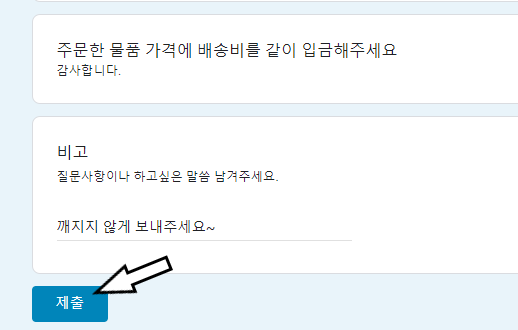 주문한 물품 가격에 배송비를 같이 입금해주세요
감사합니다.
비고
질문사항이나 하고싶은 말씀 남겨주세요.
깨지지 않게 보내주세요~
제출